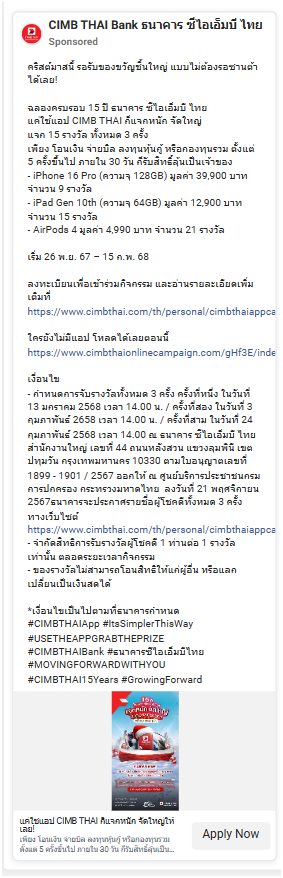 CIMB THAI Bank ธนาคาร ซีไอเอ็มบี ไทย
Sponsored
คริสต์มาสนี้ รอรับของขวัญชิ้นใหญ่ แบบไม่ต้องรอซานต้า
ได้เลย!
ฉลองครบรอบ 15 ปี ธนาคาร ซีไอเอ็มบี ไทย
แค่ใช้แอป CIMB THAI ก็แจกหนัก จัดใหญ่
แจก 15 รางวัล ทั้งหมด 3 ครั้ง
เพียง โอนเงิน จ่ายบิล ลงทุนหุ้นกู้ หรือกองทุนรวม ตั้งแต่
5 ครั้งขึ้นไป ภายใน 30 วัน ก็รับสิทธิ์ลุ้นเป็นเจ้าของ
- iPhone 16 Pro (ความจุ 128GB) มูลค่า 39,900 บาท
จำนวน 9 รางวัล
- iPad Gen 10th (ความจุ 64GB) มูลค่า 12,900 บาท
จำนวน 15 รางวัล
- AirPods 4 มูลค่า 4,990 บาท จำนวน 21 รางวัล
เริ่ม 26 พ.ย. 67 – 15 ก.พ. 68
ลงทะเบียนเพื่อเข้าร่วมกิจกรรม และอ่านรายละเอียดเพิ่ม
เติมที่
https://www.cimbthai.com/th/personal/cimbthaiappca
ใครยังไม่มีแอป โหลดได้เลยตอนนี้
https://www.cimbthaionlinecampaign.com/gHf3E/inde
เงื่อนไข
- กำหนดการจับรางวัลทั้งหมด 3 ครั้ง ครั้งที่หนึ่ง ในวันที่
13 มกราคม 2568 เวลา 14.00 น. / ครั้งที่สอง ในวันที่ 3
กุมภาพันธ์ 2658 เวลา 14.00 น. / ครั้งที่สาม ในวันที่ 24
กุมภาพันธ์ 2568 เวลา 14.00 ณ ธนาคาร ซีไอเอ็มบี ไทย
สำนักงานใหญ่ เลขที่ 44 ถนนหลังสวน แขวงลุมพินี เขต
ปทุมวัน กรุงเทพมหานคร 10330 ตามใบอนุญาตเลขที่
1899 - 1901 / 2567 ออกให้ ณ ศูนย์บริการประชาชนกรม
การปกครอง กระทรวงมหาดไทย ลงวันที่ 21 พฤศจิกายน
2567ธนาคารจะประกาศรายชื่อผู้โชคดีทั้งหมด 3 ครั้ง
ทางเว็บไซต์
https://www.cimbthai.com/th/personal/cimbthaiappca
- จำกัดสิทธิการรับรางวัลผู้โชคดี 1 ท่านต่อ 1 รางวัล
เท่านั้น ตลอดระยะเวลากิจกรรม
- ของรางวัลไม่สามารถโอนสิทธิให้แก่ผู้อื่น หรือแลก
เปลี่ยนเป็นเงินสดได้
*เงื่อนไขเป็นไปตามที่ธนาคารกำหนด
#CIMBTHAIApp #ItsSimplerThisWay
#USETHEAPPGRABTHEPRIZE
#CIMBTHAIBank #ธนาคารซีไอเอ็มบีไทย
#MOVINGFORWARDWITHYOU
#CIMBTHAI15Years #GrowingForward
แค่ใช้แอป CIMB THAI ก็แจกหนัก จัดใหญ่ให้
เลย!
เพียง โอนเงิน จ่ายบิล ลงทุนหุ้นกู้ หรือกองทุนรวม
ตั้งแต่ 5 ครั้งขึ้นไป ภายใน 30 วัน ก็รับสิทธิ์ลุ้นเป็น...
Apply Now